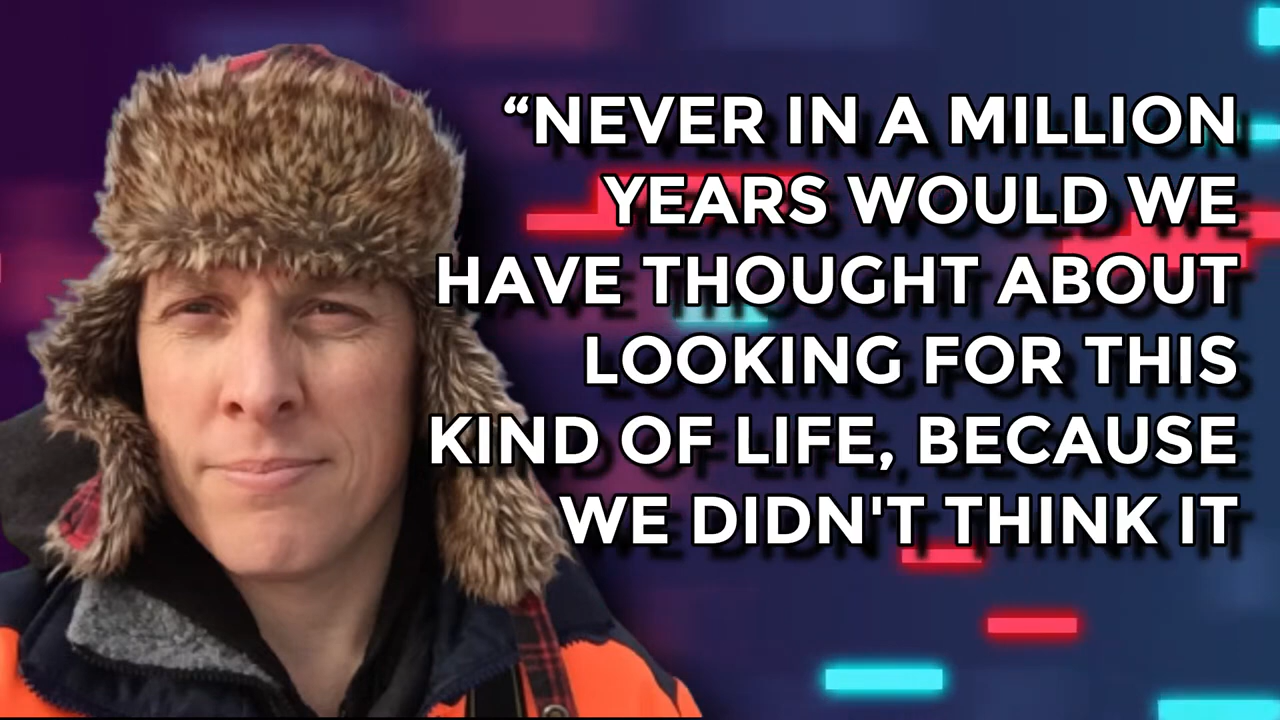 “NEVER IN A MILLION
YEARS WOULD WE
HAVE THOUGHT ABOUT
LOOKING FOR THIS
KIND OF LIFE, BECAUSE
WE DIDN'T THINK IT